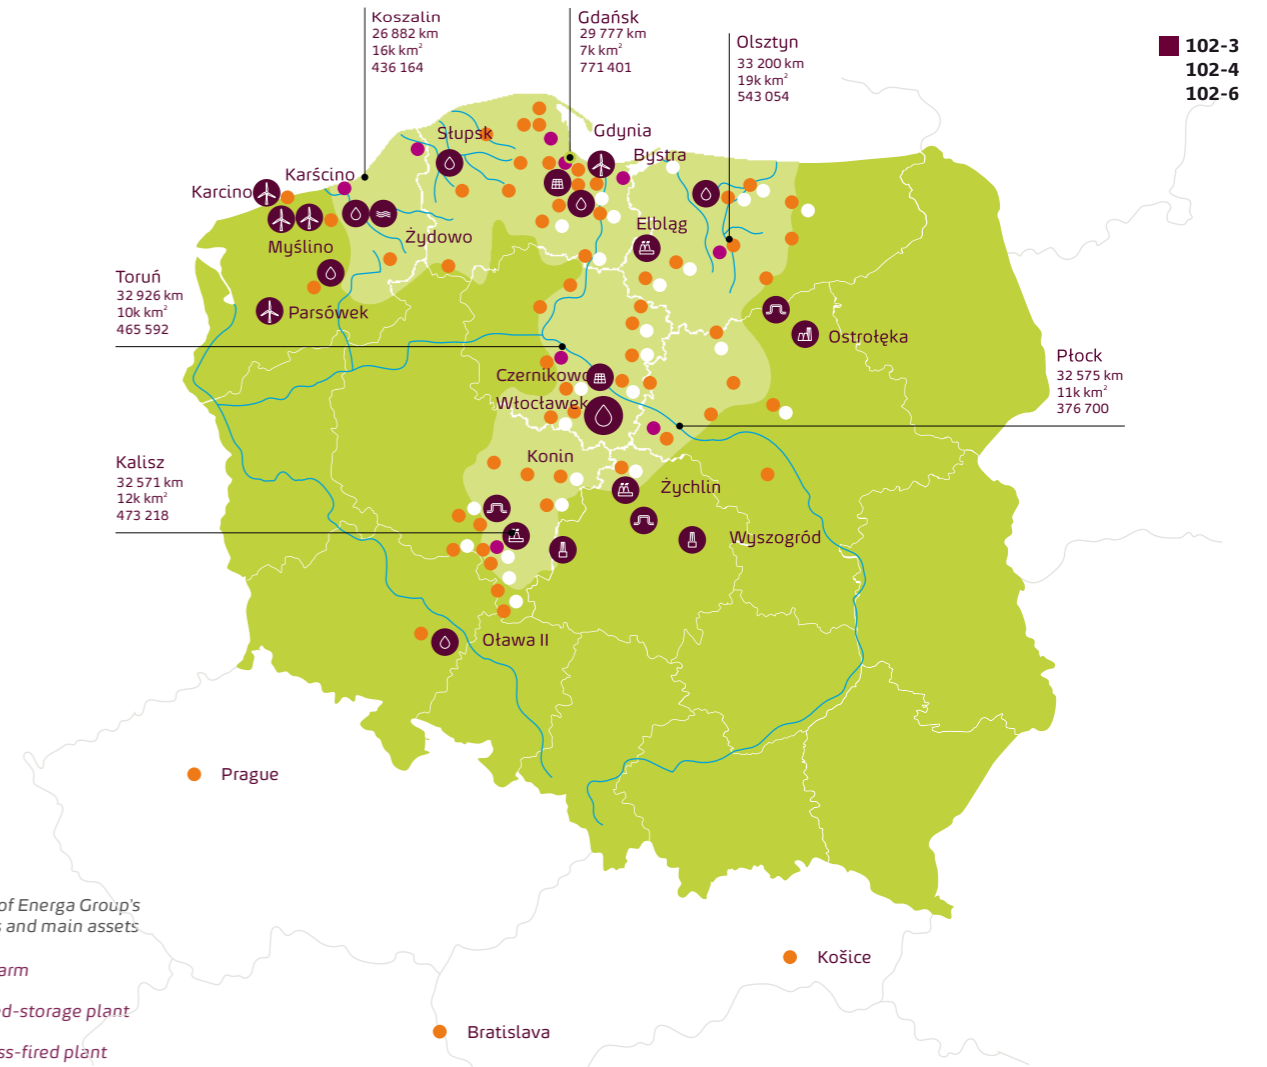 Koszalin
26 882 km
16k km²
436 164
Gdańsk
29 777 km
7k km²
771 401
Olsztyn
33 200 km
19k km²
543 054
102-3
102-4
102-6
Słupsk
Gdynia
Bystra
Karścino
Karcino
Elbląg
Żydowo
Myślino
Toruń
32 926 km
10k km²
465 592
Parsówek
Ostrołęka
Płock
32 575 km
11k km²
376 700
Czernikowo
Włocławek
Kalisz
32 571 km
12k km²
473 218
Konin
Żychlin
Wyszogród
Oława II
Prague
of Energa Group's
and main assets
arm
d-storage plant
ss-fired plant
Košice
Bratislava